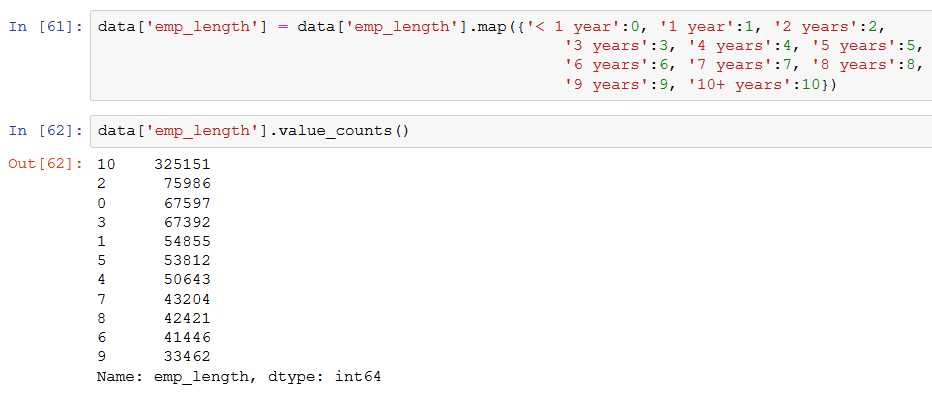 In [61]: data['emp_length'] = data['emp_length'].map({'< 1 year':0, '1 year':1, '2 years':2,
'3 years':3, '4 years':4, '5 years':5,
'6 years':6, '7 years':7, '8 years':8,
'9 years':9, '10+ years':10})
In [62]: data['emp_length'].value_counts()
Out[62]: 10 325151
2 75986
0 67597
3 67392
1 54855
5 53812
4 50643
7 43204
8 42421
6 41446
9 33462
Name: emp_length, dtype: int64